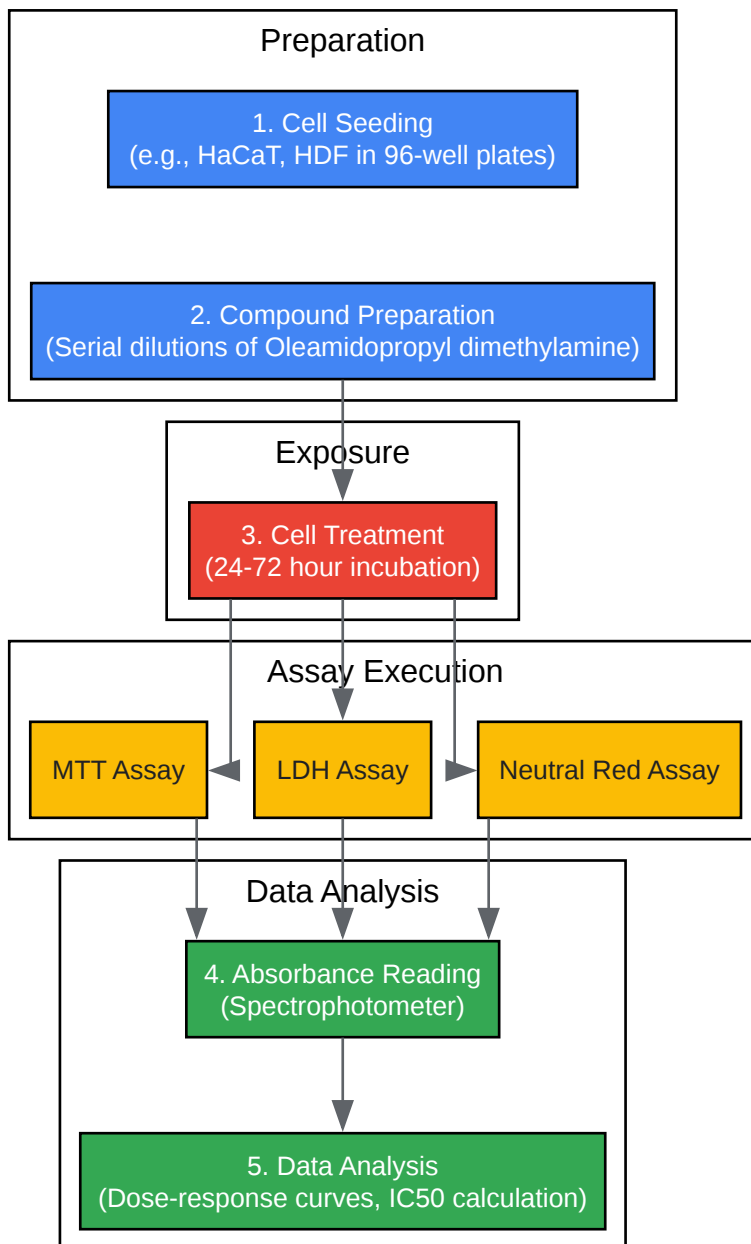 Preparation
1. Cell Seeding
(e.g., HaCaT, HDF in 96-well plates)
2. Compound Preparation
(Serial dilutions of Oleamidopropyl dimethylamine)
Exposure
3. Cell Treatment
(24-72 hour incubation)
Assay Execution
MTT Assay
LDH Assay
Neutral Red Assay
Data Analysis
4. Absorbance Reading
(Spectrophotometer)
5. Data Analysis
(Dose-response curves, IC50 calculation)